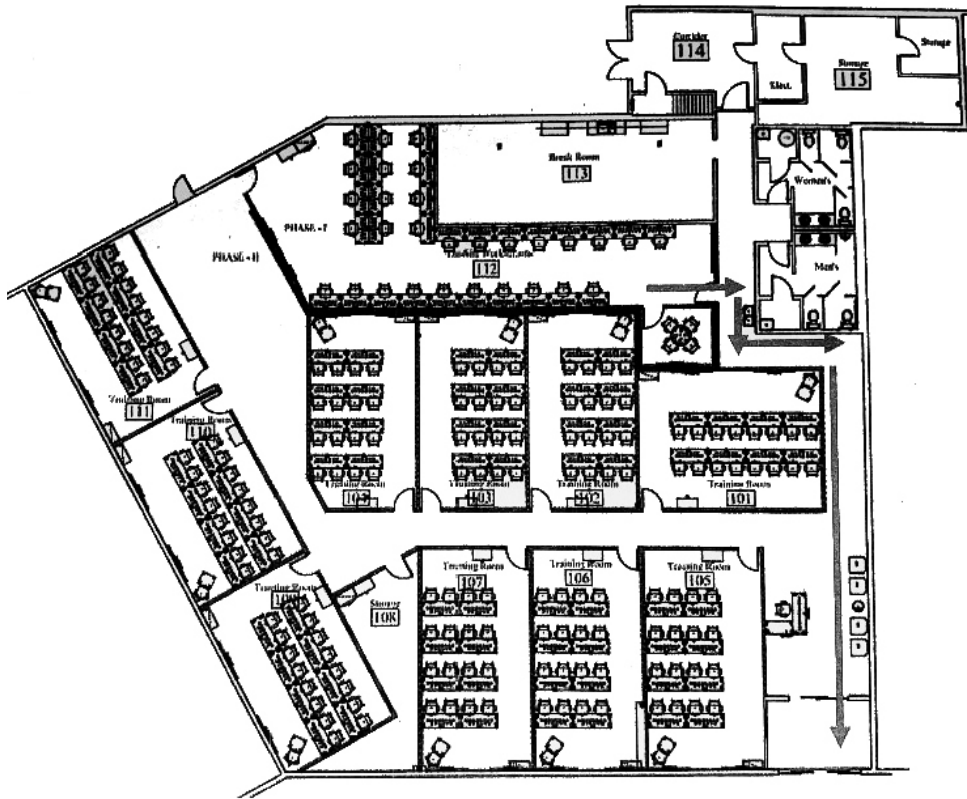 Corridor
114
Storage
Storage
115
Elect.
Break Room
113
Women's
PHASE - I
PHASE - II
112
Men's
Training Room
111
Training Room
110
Training Room
104
Training Room
103
Training Room
102
Training Room
101
Training Room
107
Training Room
106
Training Room
105
Training Room
Storage
108